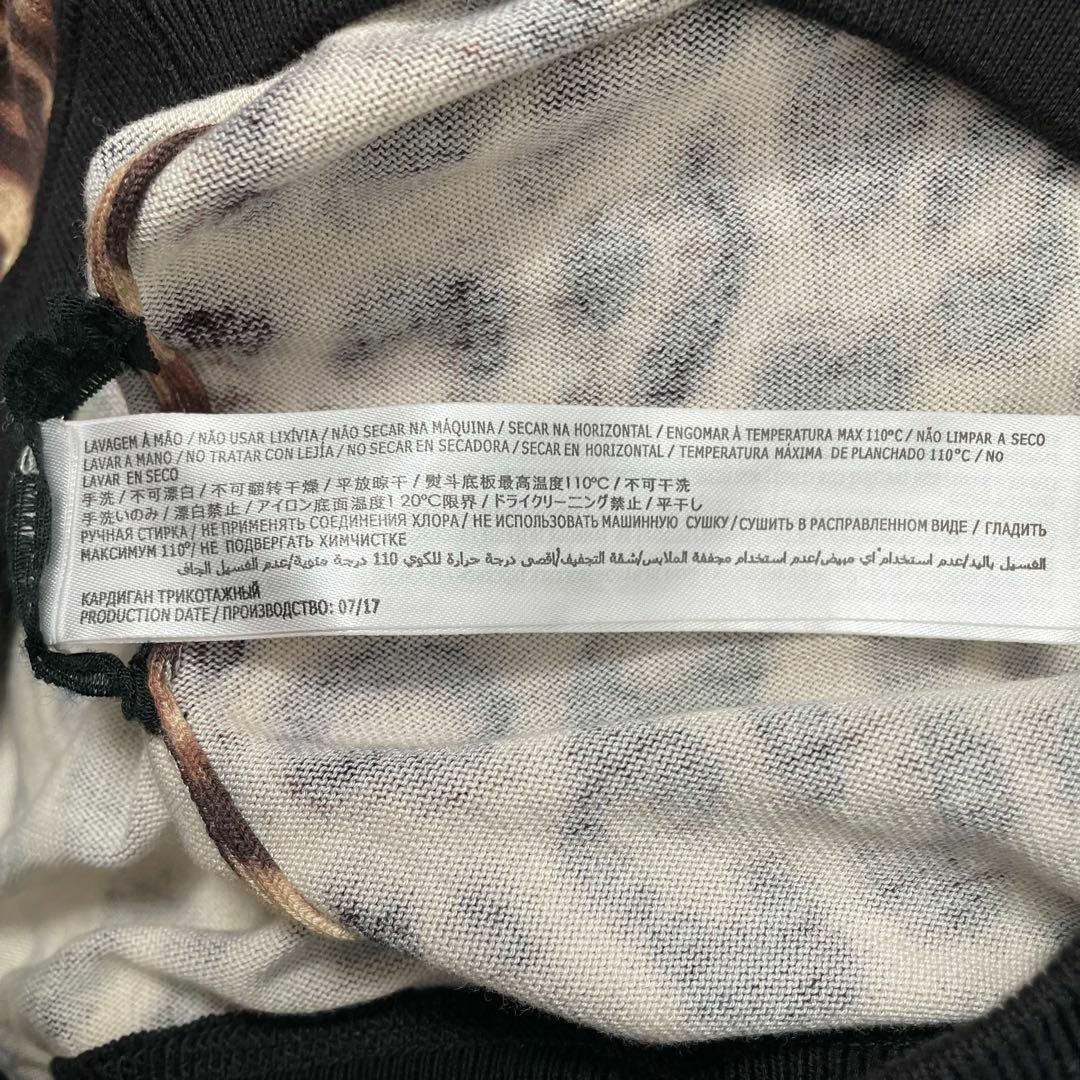 LAVAGEM À MÃO / NÃO USAR LIXÍVIA / NÃO SECAR NA MÁQUINA / SECAR NA HORIZONTAL / ENGOMAR À TEMPERATURA MAX 110ºC / NÃO LIMPAR A SECO
LAVAR A MANO / NO TRATAR CON LEJÍA / NO SECAR EN SECADORA / SECAR EN HORIZONTAL / TEMPERATURA MÁXIMA DE PLANCHADO 110°C / NO
LAVAR EN SECO
手洗 / 不可漂白 / 不可翻转干燥 / 平放晾干 / 熨斗底板最高温度110ºC / 不可干洗
手洗いのみ / 漂白禁止 / アイロン底面温度120℃限界 / ドライクリーニング禁止 / 平干し
РУЧНАЯ СТИРКА / НЕ ПРИМЕНЯТЬ СОЕДИНЕНИЯ ХЛОРА / НЕ ИСПОЛЬЗОВАТЬ МАШИННУЮ СУШКУ / СУШИТЬ В РАСПРАВЛЕННОМ ВИДЕ / ГЛАДИТЬ
МАКСИМУМ 110º/ НЕ ПОДВЕРГАТЬ ХИМЧИСТКЕ
الغسيل باليد/عدم استخدام أي مبيض/عدم استخدام مجففة الملابس/شقة التجفيف/أقصى درجة حرارة للكوي 110 درجة مئوية/عدم الغسيل الجاف
КАРДИГАН ТРИКОТАЖНЫЙ
PRODUCTION DATE / ПРОИЗВОДСТВО: 07/17